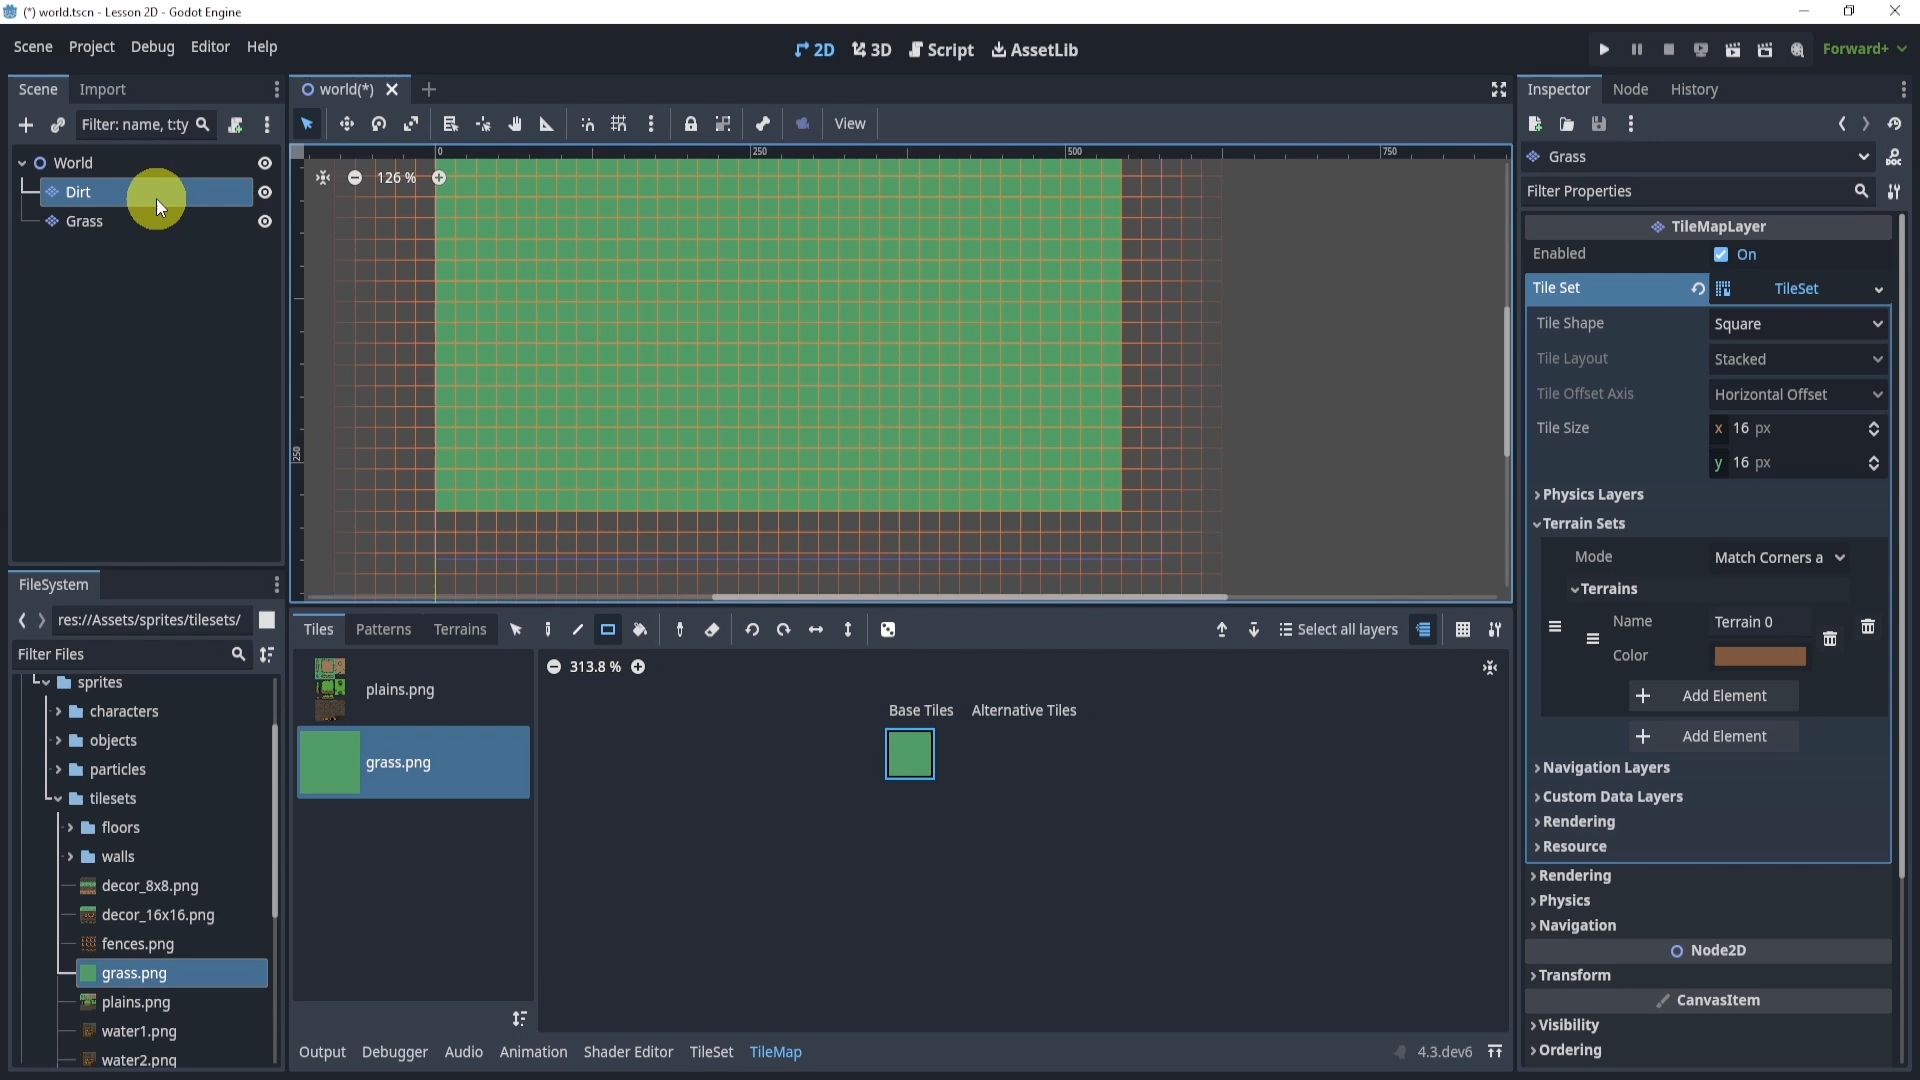 (*) world.tscn - Lesson 2D - Godot Engine
Scene Project Debug Editor Help
2D 3D Script AssetLib
Forward+
Scene Import
Filter: name, t:ty
World
Dirt
Grass
world(*)
View
0 250 500 750
250
126 %
FileSystem
res://Assets/sprites/tilesets/
Filter Files
sprites
characters
objects
particles
tilesets
floors
walls
decor_8x8.png
decor_16x16.png
fences.png
grass.png
plains.png
water1.png
water2.png
Tiles Patterns Terrains
Select all layers
plains.png
grass.png
313.8 %
Base Tiles Alternative Tiles
Output Debugger Audio Animation Shader Editor TileSet TileMap
4.3.dev6
Inspector Node History
Grass
Filter Properties
TileMapLayer
Enabled On
Tile Set TileSet
Tile Shape Square
Tile Layout Stacked
Tile Offset Axis Horizontal Offset
Tile Size x 16 px
y 16 px
Physics Layers
Terrain Sets
Mode Match Corners a
Terrains
Name Terrain 0
Color
Add Element
Add Element
Navigation Layers
Custom Data Layers
Rendering
Resource
Rendering
Physics
Navigation
Node2D
Transform
CanvasItem
Visibility
Ordering